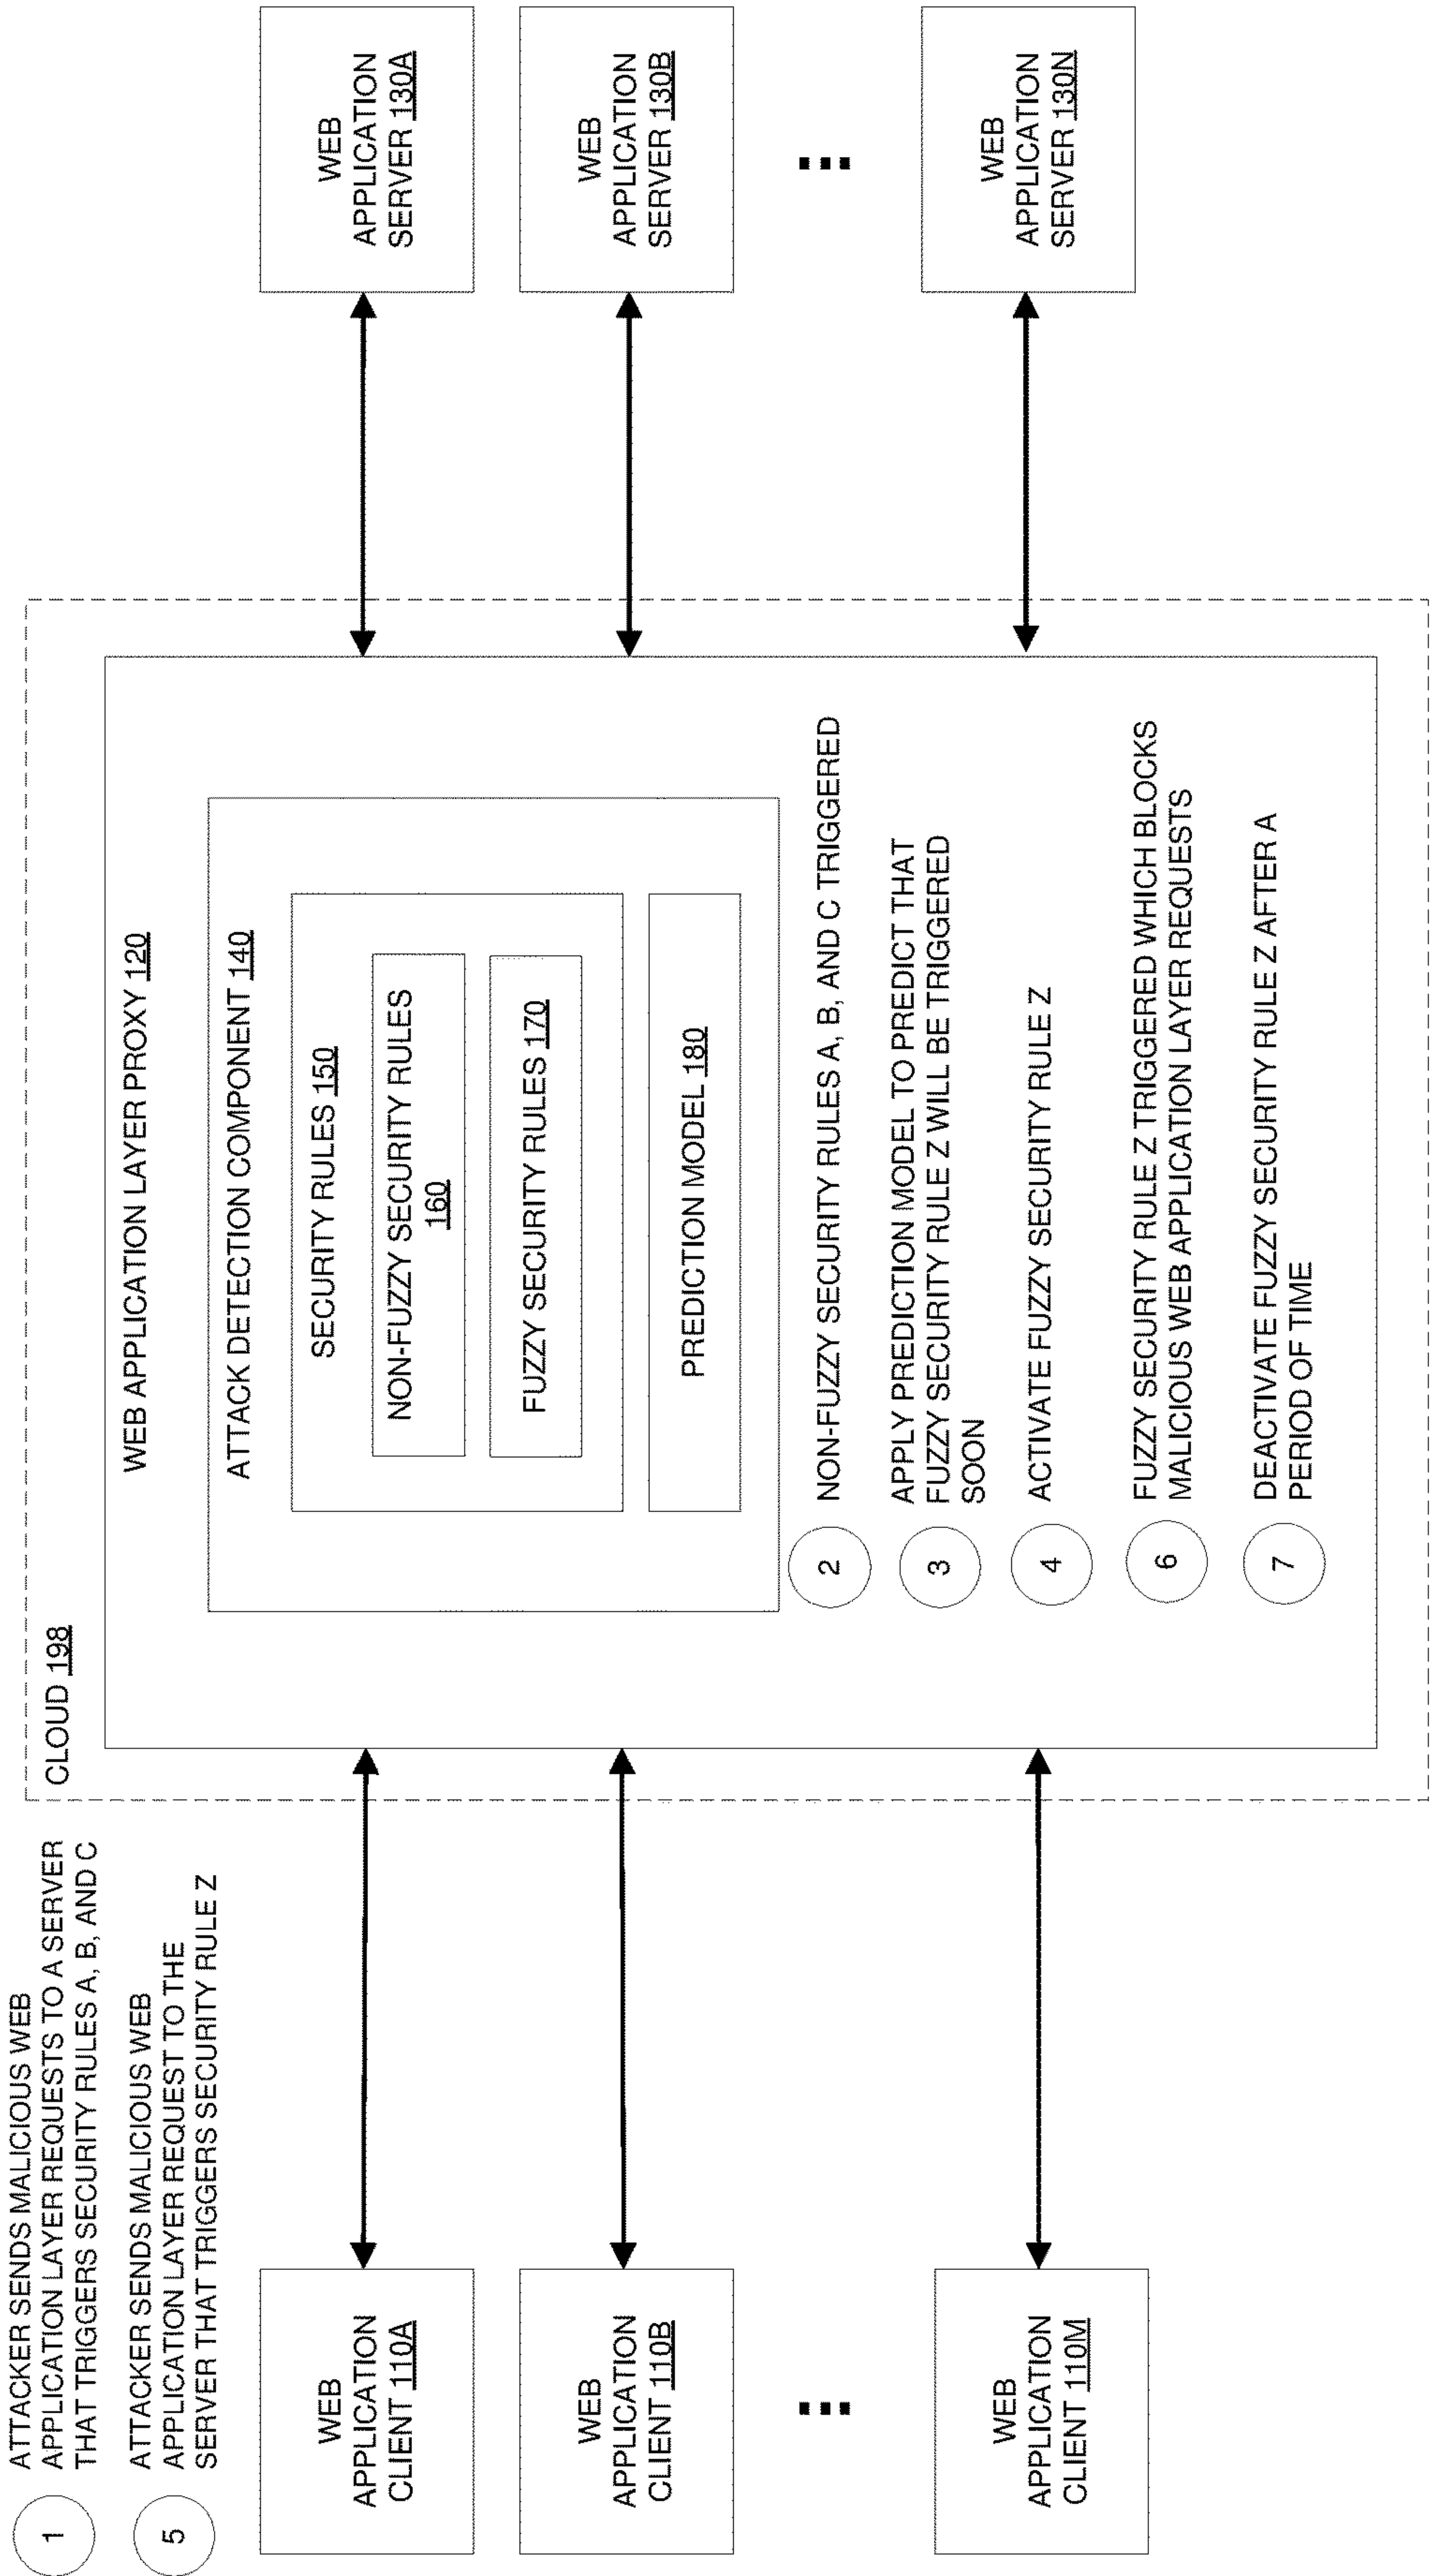 1
ATTACKER SENDS MALICIOUS WEB
APPLICATION LAYER REQUESTS TO A SERVER
THAT TRIGGERS SECURITY RULES A, B, AND C
5
ATTACKER SENDS MALICIOUS WEB
APPLICATION LAYER REQUEST TO THE
SERVER THAT TRIGGERS SECURITY RULE Z
WEB
APPLICATION
CLIENT 110A
WEB
APPLICATION
CLIENT 110B
WEB
APPLICATION
CLIENT 110M
CLOUD 198
WEB APPLICATION LAYER PROXY 120
ATTACK DETECTION COMPONENT 140
SECURITY RULES 150
NON-FUZZY SECURITY RULES
160
FUZZY SECURITY RULES 170
PREDICTION MODEL 180
2
NON-FUZZY SECURITY RULES A, B, AND C TRIGGERED
3
APPLY PREDICTION MODEL TO PREDICT THAT
FUZZY SECURITY RULE Z WILL BE TRIGGERED
SOON
4
ACTIVATE FUZZY SECURITY RULE Z
6
FUZZY SECURITY RULE Z TRIGGERED WHICH BLOCKS
MALICIOUS WEB APPLICATION LAYER REQUESTS
7
DEACTIVATE FUZZY SECURITY RULE Z AFTER A
PERIOD OF TIME
WEB
APPLICATION
SERVER 130A
WEB
APPLICATION
SERVER 130B
WEB
APPLICATION
SERVER 130N